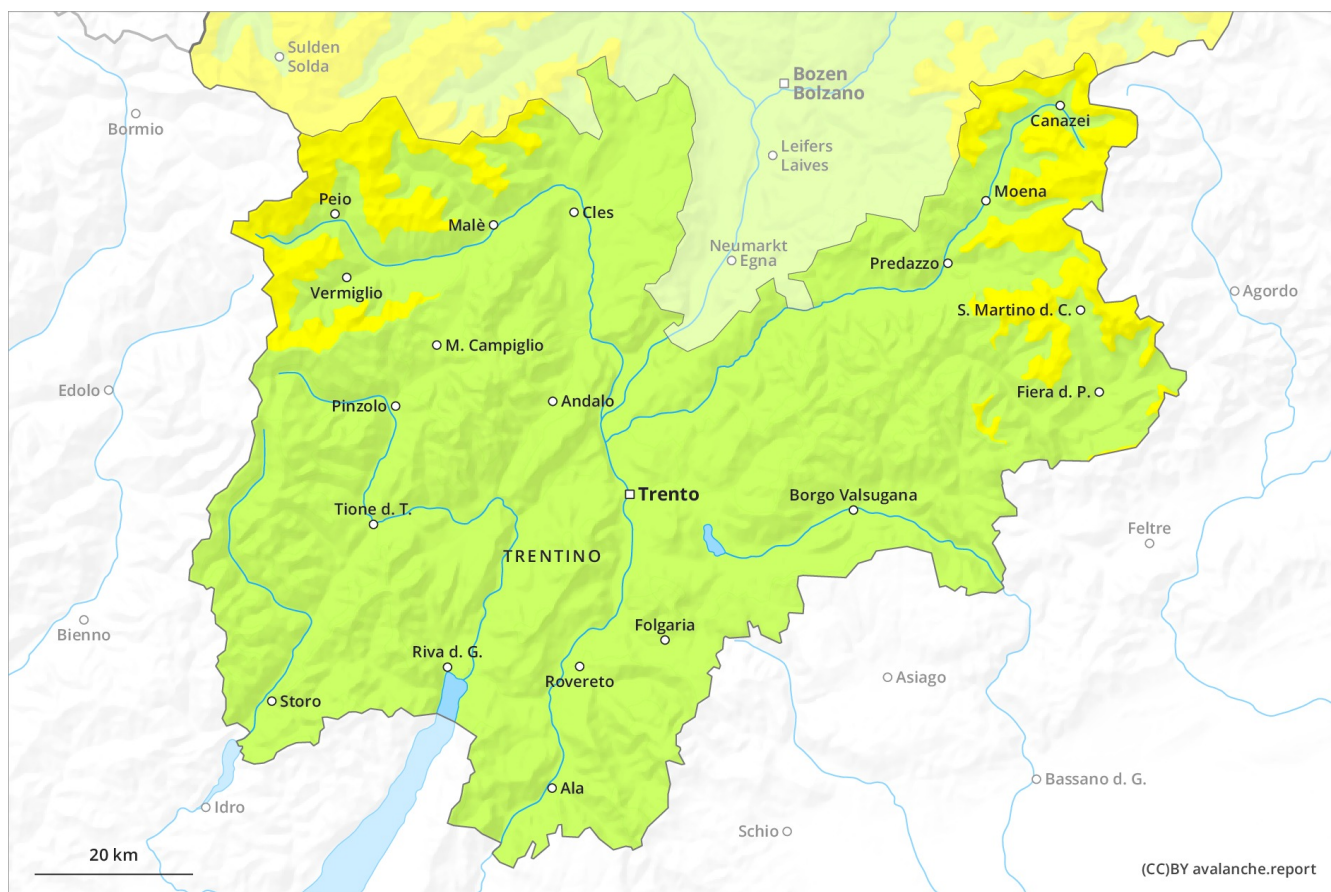 Sulden
Solda
Bozen
Bolzano
Bormio
Canazei
Leifers
Laives
Peio
Moena
Malè
Cles
Neumarkt
Egna
Predazzo
Vermiglio
Agordo
S. Martino d. C.
M. Campiglio
Edolo
Fiera d. P.
Pinzolo
Andalo
Trento
Borgo Valsugana
Tione d. T.
Feltre
TRENTINO
Bienno
Folgaria
Riva d. G.
Rovereto
Asiago
Storo
Bassano d. G.
Ala
Idro
Schio
20 km
(CC)BY avalanche.report